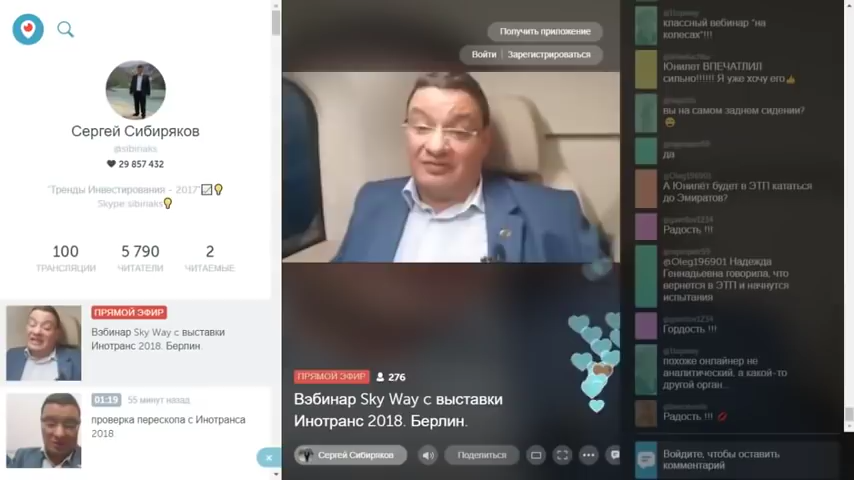 Сергей Сибиряков
@sibiriaks
29 857 432
"Тренды Инвестирования - 2017"
Skype:sibiriaks
100
5 790
2
ТРАНСЛЯЦИИ
ЧИТАТЕЛИ
ЧИТАЕМЫЕ
ПРЯМОЙ ЭФИР
Вэбинар Sky Way с выставки
Инотранс 2018. Берлин.
01:19
55 минут назад
проверка перескопа с Инотранса
2018.
Получить приложение
Войти
Зарегистрироваться
ПРЯМОЙ ЭФИР
276
Вэбинар Sky Way с выставки
Инотранс 2018. Берлин.
Сергей Сибиряков
Поделиться
классный вебинар "на
колесах"!!!
Юнилет ВПЕЧАТЛИЛ
сильно!!!!!! Я уже хочу его
вы на самом заднем сидении?
да
@Oleg196901
А Юнилёт будет в ЭТП кататься
до Эмиратов?
Радость !!!
@Oleg196901 Надежда
Геннадьевна говорила, что
вернется в ЭТП и начнутся
испытания
Гордость !!!
похоже онлайнер не
аналитический, а какой-то
другой орган...
Радость !!!
Войдите, чтобы оставить
комментарий